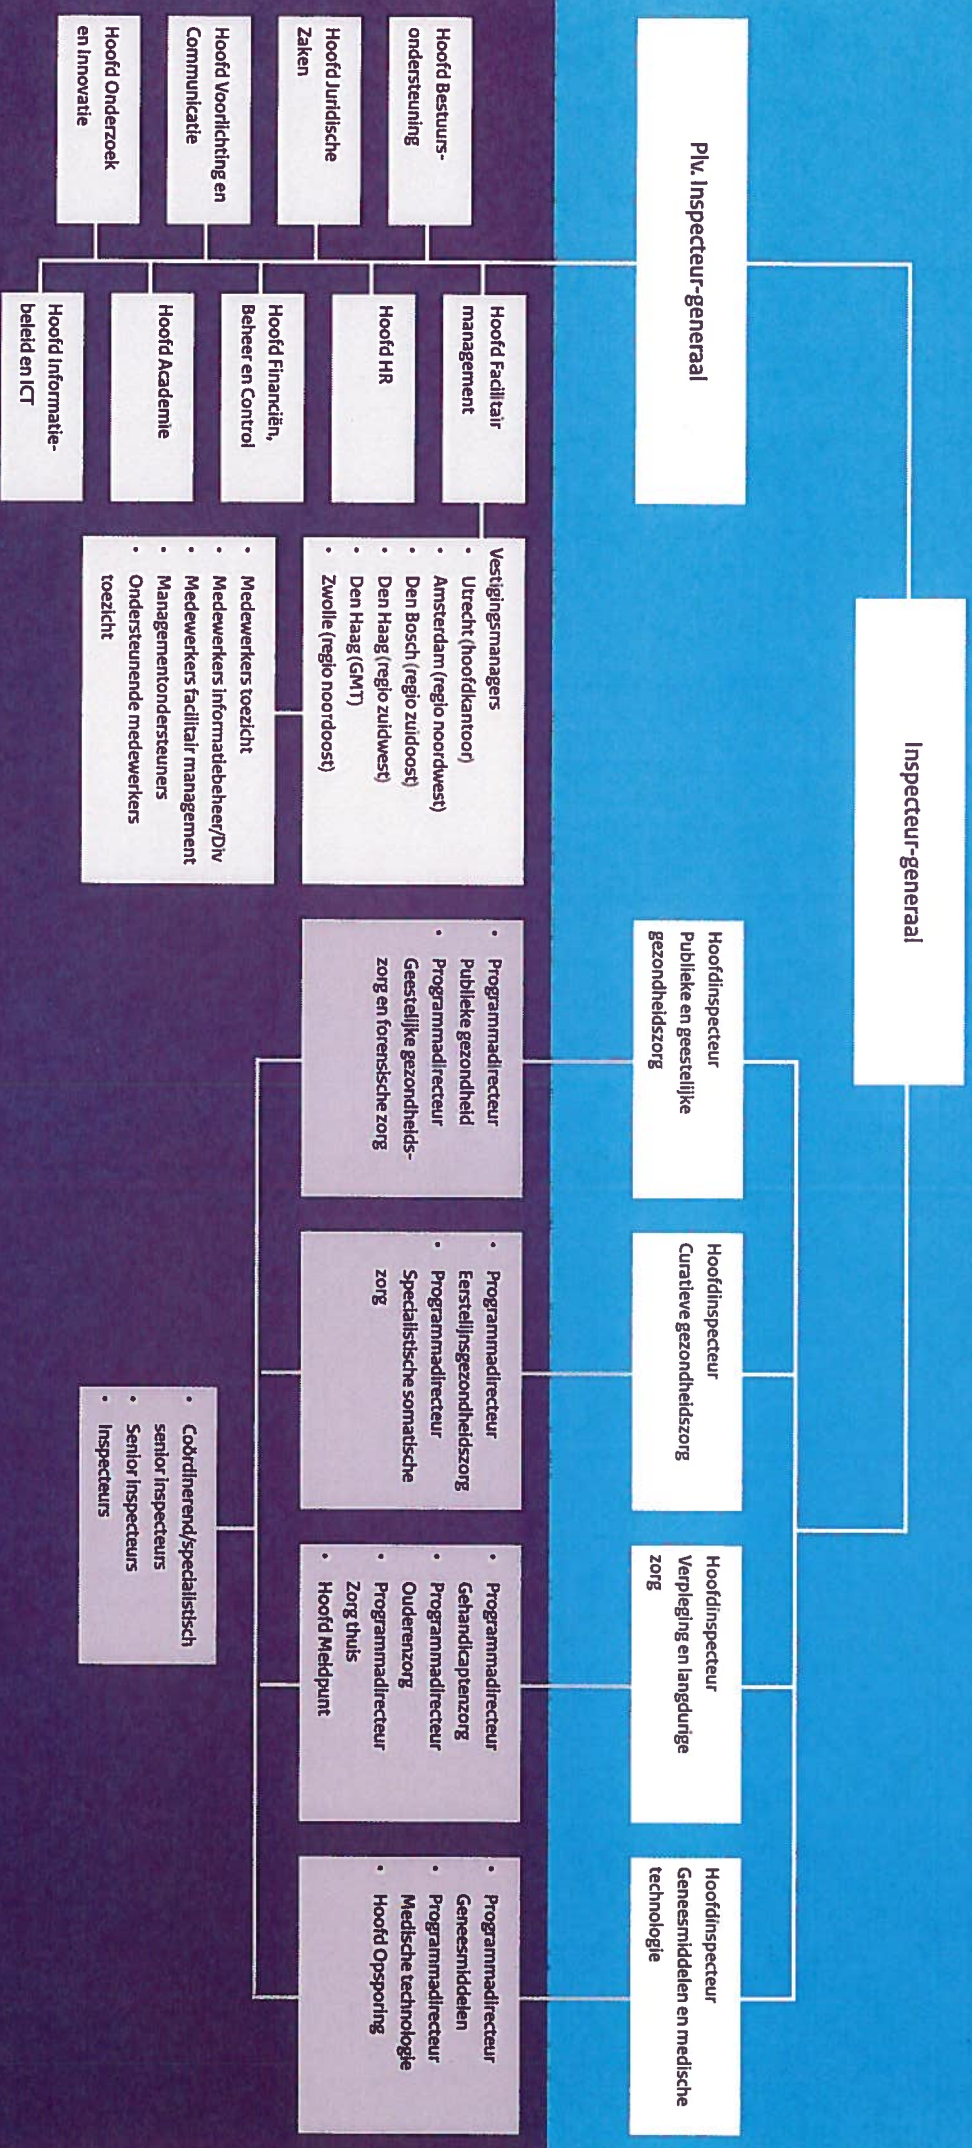 Inspecteur-generaal
Plv. Inspecteur-generaal
Hoofdinspecteur
Publieke en geestelijke
gezondheidszorg
Hoofdinspecteur
Curatieve gezondheidszorg
Hoofdinspecteur
Verpleging en langdurige
zorg
Hoofdinspecteur
Geneesmiddelen en medische
technologie
Hoofd Bestuurs-
ondersteuning
Hoofd Juridische
Zaken
Hoofd Voorlichting en
Communicatie
Hoofd Onderzoek
en Innovatie
Hoofd Facilitair
management
Hoofd HR
Hoofd Financiën,
Beheer en Control
Hoofd Academie
Hoofd Informatie-
beleid en ICT
Vestigingsmanagers
• Utrecht (hoofdkantoor)
• Amsterdam (regio noordwest)
• Den Bosch (regio zuidoost)
• Den Haag (regio zuidwest)
• Den Haag (GMT)
• Zwolle (regio noordoost)
• Medewerkers toezicht
• Medewerkers informatiebeheer/Div
• Medewerkers facilitair management
• Managementondersteuners
• Ondersteunende medewerkers
toezicht
• Programmadirecteur
Publieke gezondheid
• Programmadirecteur
Geestelijke gezondheids-
zorg en forensische zorg
• Programmadirecteur
Eerstelijnsgezondheidszorg
• Programmadirecteur
Specialistische somatische
zorg
• Programmadirecteur
Gehandicaptenzorg
• Programmadirecteur
Ouderenzorg
• Programmadirecteur
Zorg thuis
• Hoofd Meldpunt
• Programmadirecteur
Geneesmiddelen
• Programmadirecteur
Medische technologie
• Hoofd Opsporing
• Coördinerend/specialistisch
senior inspecteurs
• Senior inspecteurs
• Inspecteurs